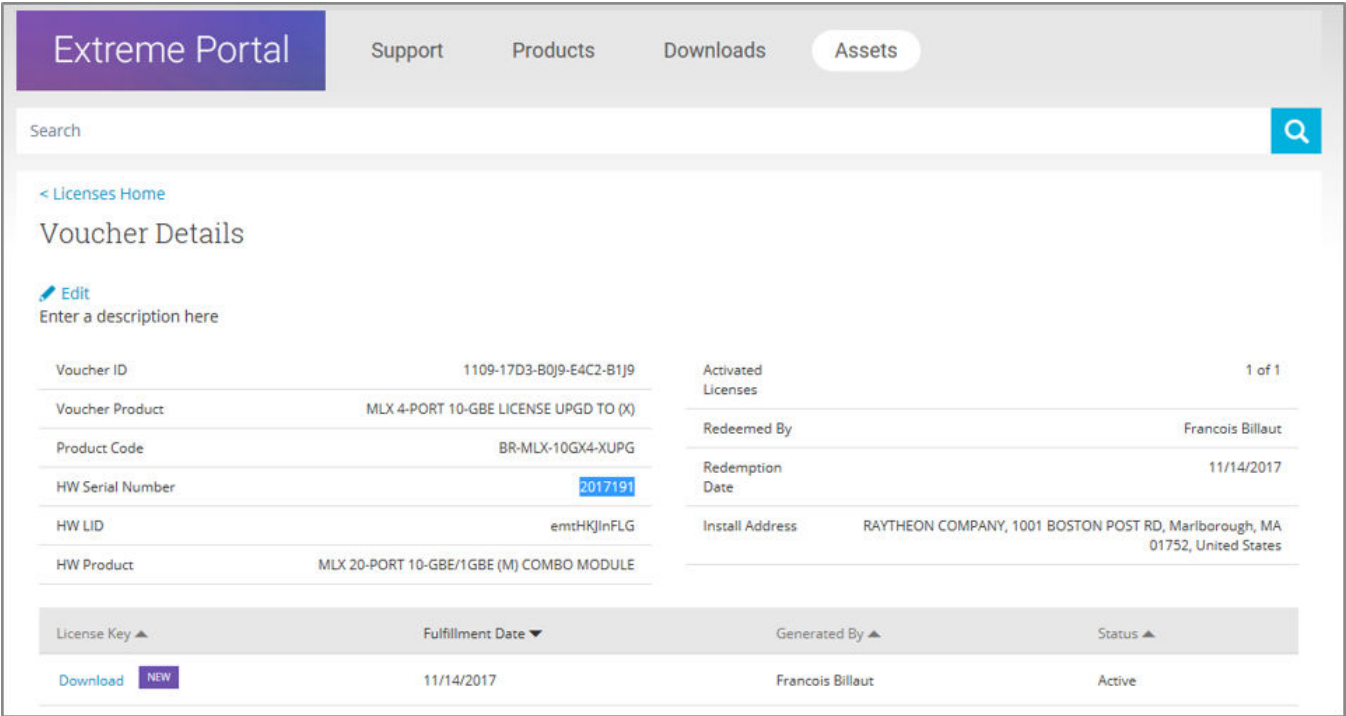 Extreme Portal Support Products Downloads Assets
Search
< Licenses Home
Voucher Details
Edit
Enter a description here
Voucher ID 1109-17D3-B0J9-E4C2-B1J9
Voucher Product MLX 4-PORT 10-GBE LICENSE UPGD TO (X)
Product Code BR-MLX-10GX4-XUPG
HW Serial Number 2017191
HW LID emtHKJInFLG
HW Product MLX 20-PORT 10-GBE/1GBE (M) COMBO MODULE
Activated 1 of 1
Licenses
Redeemed By Francois Billaut
Redemption 11/14/2017
Date
Install Address RAYTHEON COMPANY, 1001 BOSTON POST RD, Marlborough, MA
01752, United States
License Key Fulfillment Date Generated By Status
Download NEW 11/14/2017 Francois Billaut Active